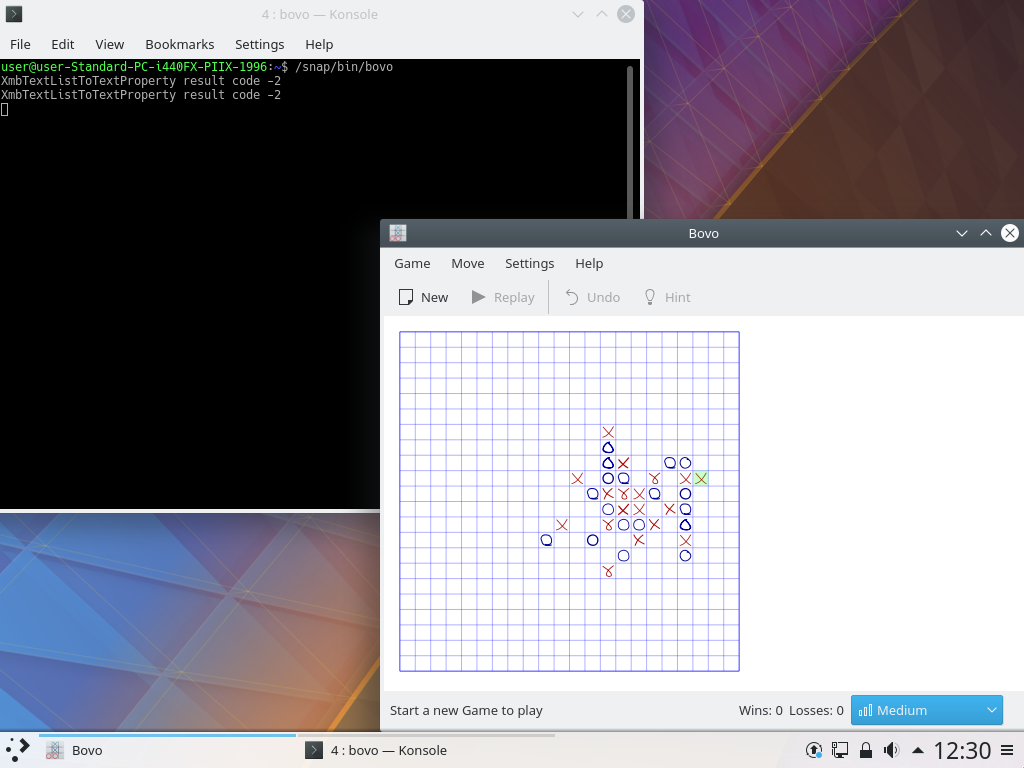 4 : bovo — Konsole
File Edit View Bookmarks Settings Help
user@user-Standard-PC-i440FX-PIIX-1996:~$ /snap/bin/bovo
XmbTextListToTextProperty result code -2
XmbTextListToTextProperty result code -2
Bovo
Game Move Settings Help
New Replay Undo Hint
Start a new Game to play Wins: 0 Losses: 0 Medium
Bovo 4 : bovo — Konsole 12:30